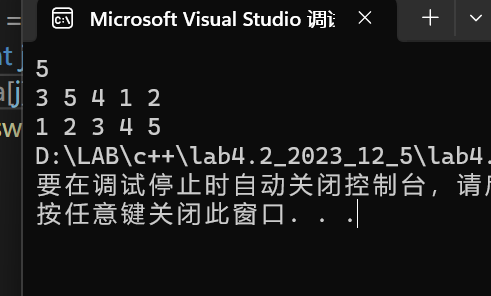 Microsoft Visual Studio 调试
5
3 5 4 1 2
1 2 3 4 5
D:\LAB\c++\lab4.2_2023_12_5\lab4.
要在调试停止时自动关闭控制台，请
按任意键关闭此窗口. . .